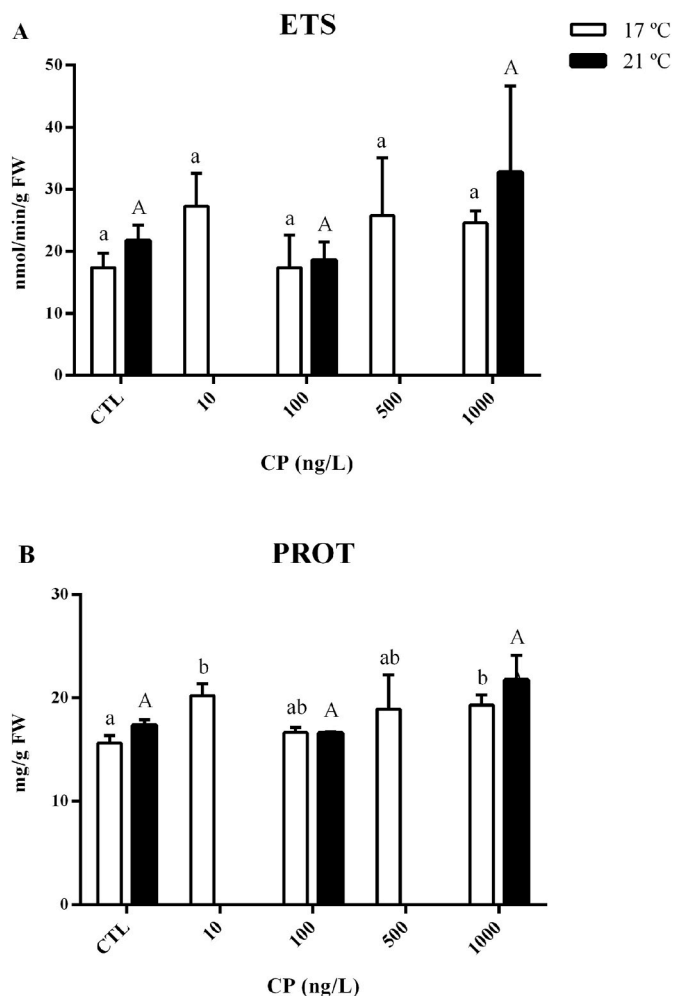 A
ETS
17 ºC
21 ºC
50
40
30
20
10
0
nmol/min/g FW
a
A
a
a
A
a
a
A
CTL
10
100
500
1000
CP (ng/L)
B
PROT
30
20
10
0
mg/g FW
a
A
b
ab
A
ab
b
A
CTL
10
100
500
1000
CP (ng/L)